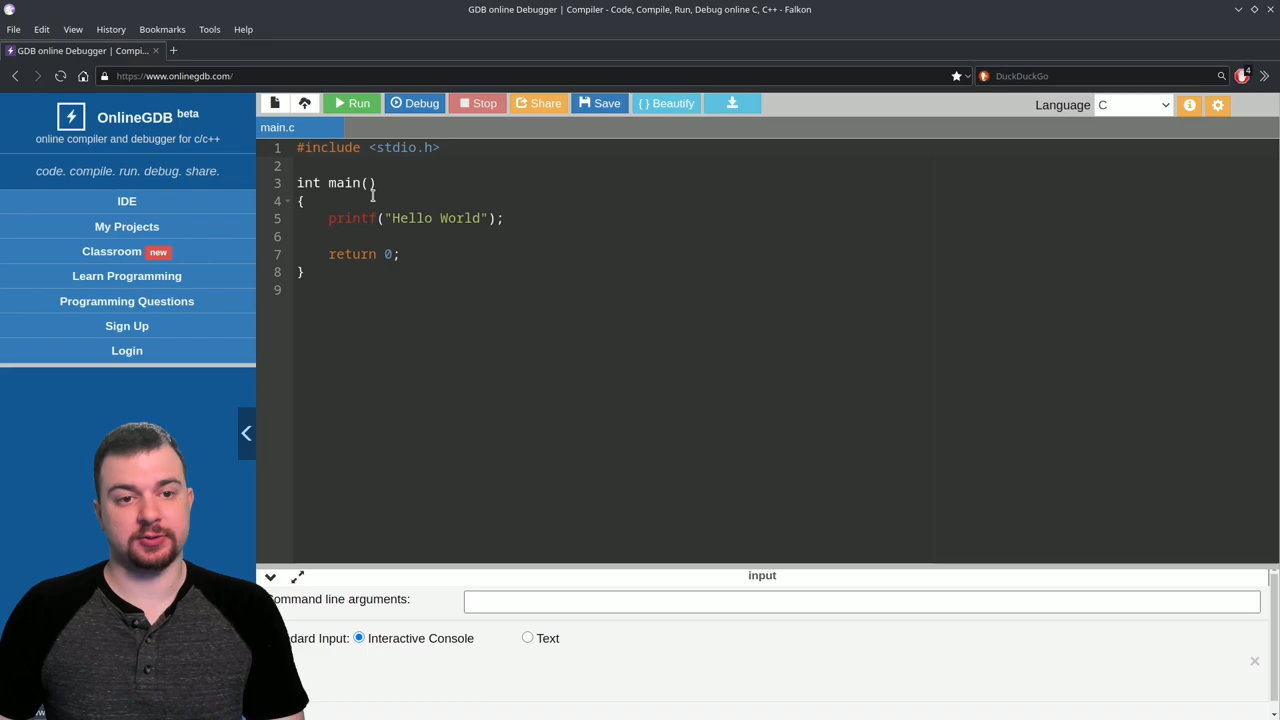 GDB online Debugger | Compiler - Code, Compile, Run, Debug online C, C++ - Falkon
File Edit View History Bookmarks Tools Help
GDB online Debugger | Compi...
https://www.onlinegdb.com/
DuckDuckGo
4
OnlineGDB beta
online compiler and debugger for c/c++
code. compile. run. debug. share.
IDE
My Projects
Classroom new
Learn Programming
Programming Questions
Sign Up
Login
Run Debug Stop Share Save { } Beautify Language C
main.c
1 #include <stdio.h>
2
3 int main()
4 {
5 printf("Hello World");
6
7 return 0;
8 }
9
input
Command line arguments:
Input: Interactive Console Text